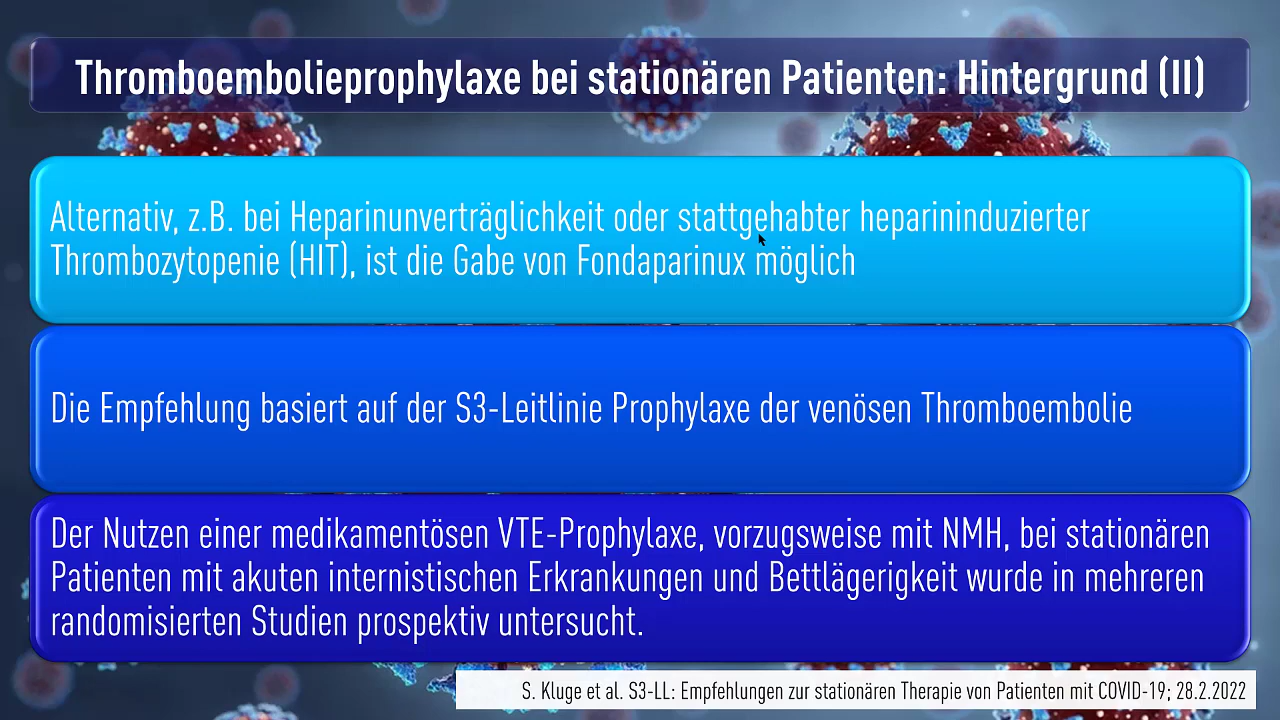 Thromboembolieprophylaxe bei stationären Patienten: Hintergrund (II)
Alternativ, z.B. bei Heparinunverträglichkeit oder stattgehabter heparininduzierter
Thrombozytopenie (HIT), ist die Gabe von Fondaparinux möglich
Die Empfehlung basiert auf der S3-Leitlinie Prophylaxe der venösen Thromboembolie
Der Nutzen einer medikamentösen VTE-Prophylaxe, vorzugsweise mit NMH, bei stationären
Patienten mit akuten internistischen Erkrankungen und Bettlägerigkeit wurde in mehreren
randomisierten Studien prospektiv untersucht.
S. Kluge et al. S3-LL: Empfehlungen zur stationären Therapie von Patienten mit COVID-19; 28.2.2022